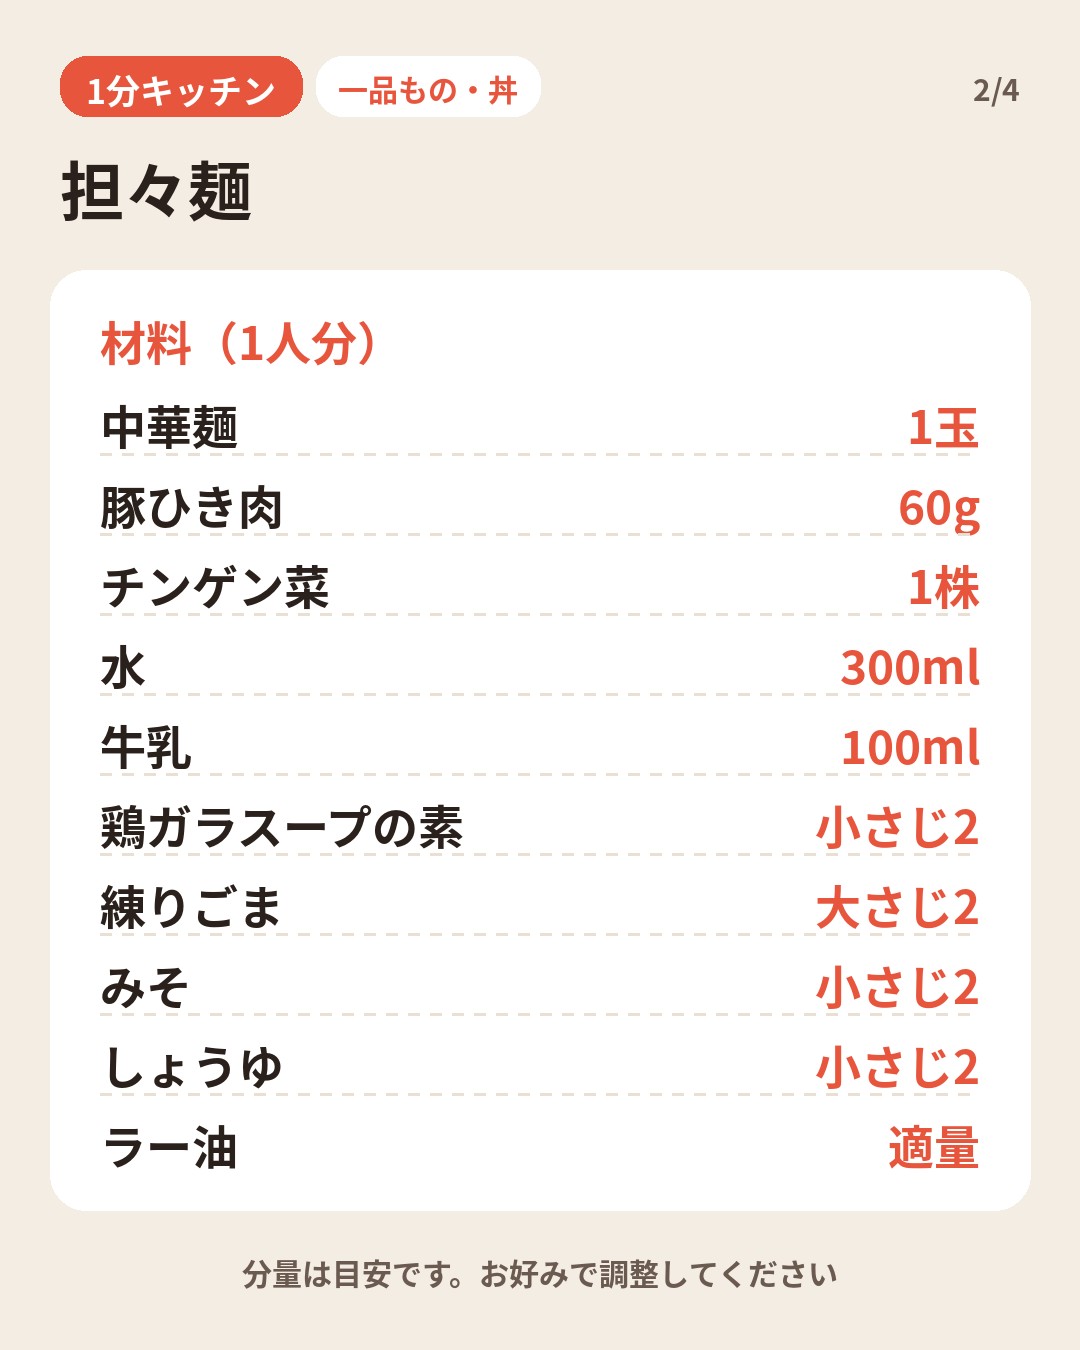 1分キッチン 一品もの・丼 2/4
担々麺
材料（1人分）
中華麺 1玉
豚ひき肉 60g
チンゲン菜 1株
水 300ml
牛乳 100ml
鶏ガラスープの素 小さじ2
練りごま 大さじ2
みそ 小さじ2
しょうゆ 小さじ2
ラー油 適量
分量は目安です。お好みで調整してください